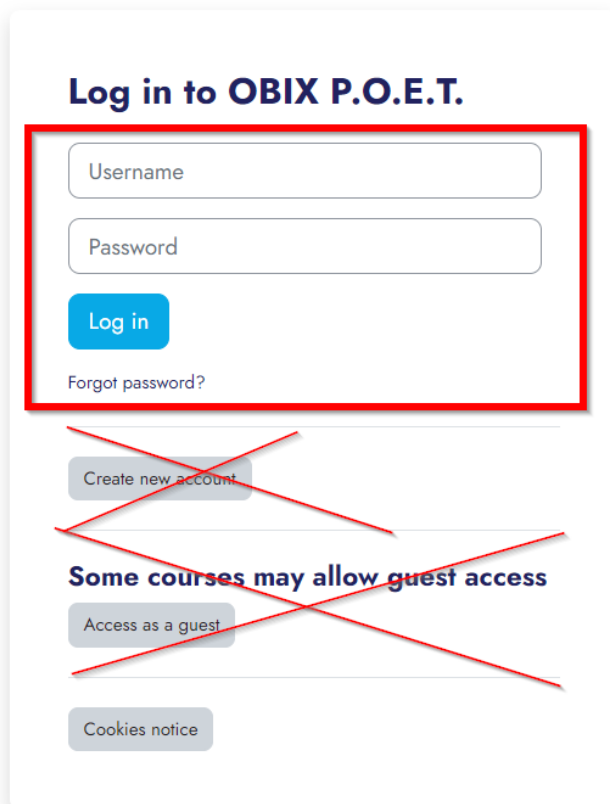 Log in to OBIX P.O.E.T.
Username
Password
Log in
Forgot password?
Create new account
Some courses may allow guest access
Access as a guest
Cookies notice